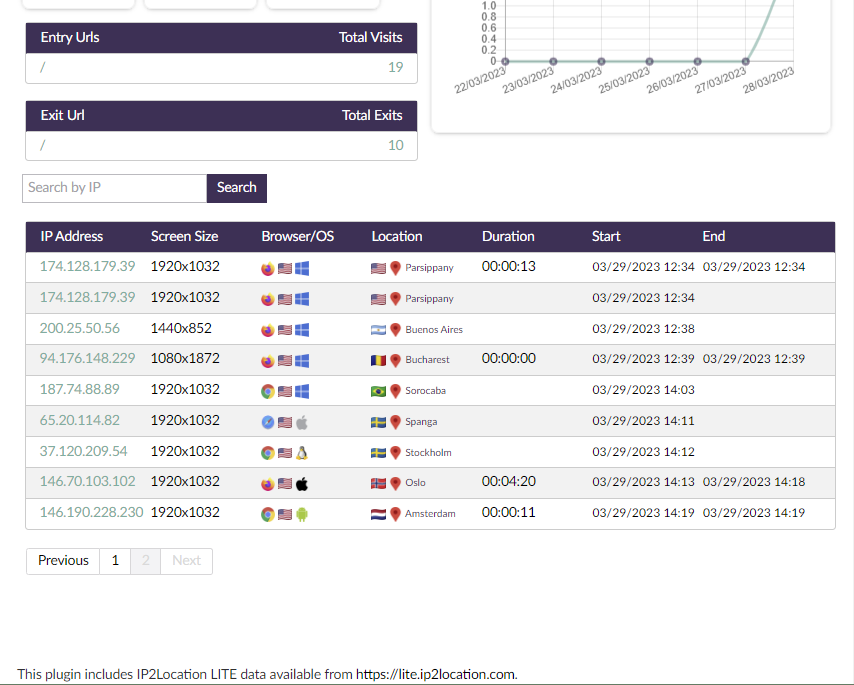 1.0
0.8
0.6
0.4
0.2
0
22/03/2023 23/03/2023 24/03/2023 25/03/2023 26/03/2023 27/03/2023 28/03/2023
Entry Urls Total Visits
/ 19
Exit Url Total Exits
/ 10
Search by IP Search
IP Address Screen Size Browser/OS Location Duration Start End
174.128.179.39 1920x1032 Parsippany 00:00:13 03/29/2023 12:34 03/29/2023 12:34
174.128.179.39 1920x1032 Parsippany 03/29/2023 12:34
200.25.50.56 1440x852 Buenos Aires 03/29/2023 12:38
94.176.148.229 1080x1872 Bucharest 00:00:00 03/29/2023 12:39 03/29/2023 12:39
187.74.88.89 1920x1032 Sorocaba 03/29/2023 14:03
65.20.114.82 1920x1032 Spanga 03/29/2023 14:11
37.120.209.54 1920x1032 Stockholm 03/29/2023 14:12
146.70.103.102 1920x1032 Oslo 00:04:20 03/29/2023 14:13 03/29/2023 14:18
146.190.228.230 1920x1032 Amsterdam 00:00:11 03/29/2023 14:19 03/29/2023 14:19
Previous 1 2 Next
This plugin includes IP2Location LITE data available from https://lite.ip2location.com.